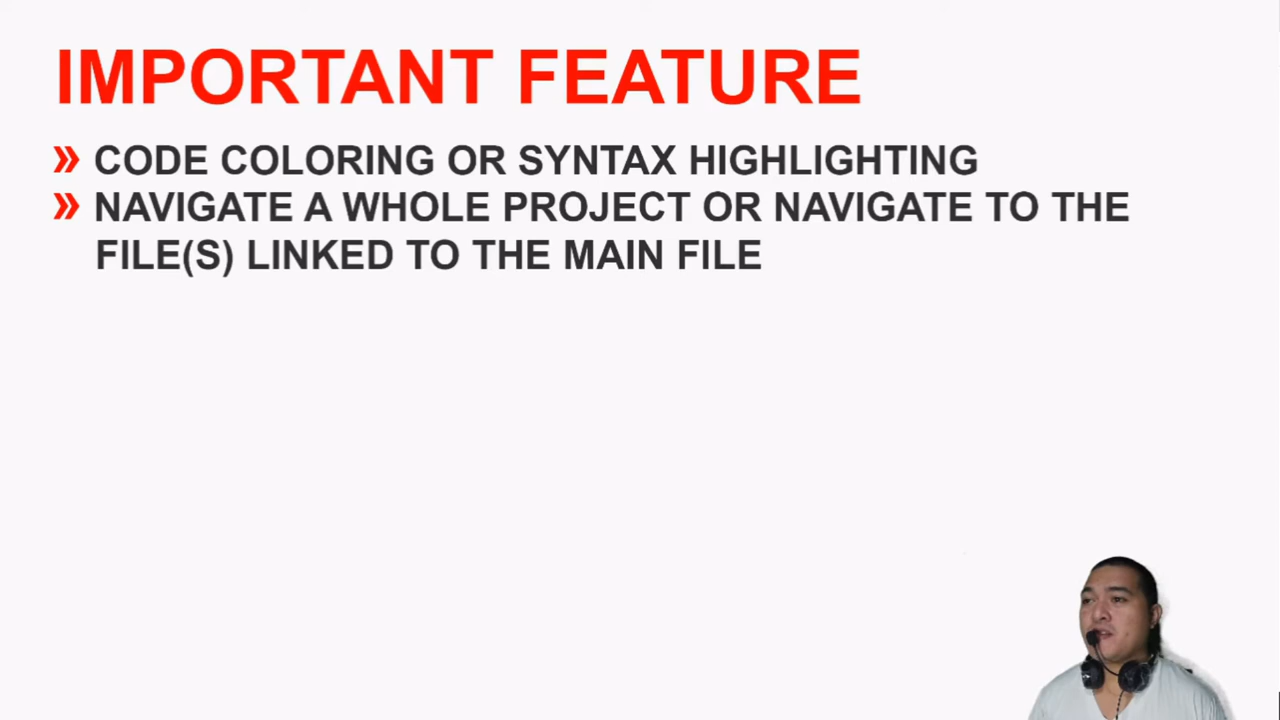 IMPORTANT FEATURE
» CODE COLORING OR SYNTAX HIGHLIGHTING
» NAVIGATE A WHOLE PROJECT OR NAVIGATE TO THE
FILE(S) LINKED TO THE MAIN FILE